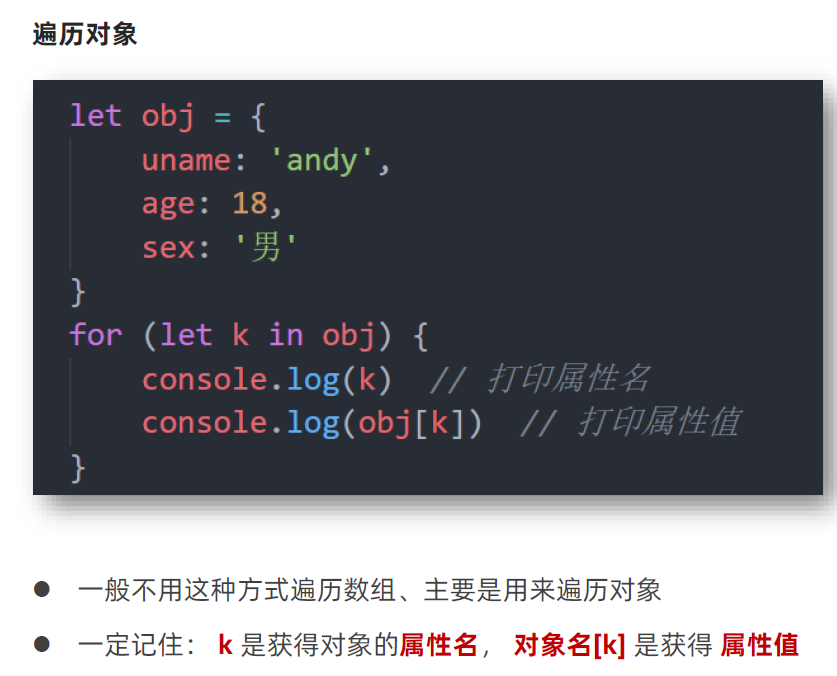 遍历对象
let obj = {
    uname: 'andy',
    age: 18,
    sex: '男'
}
for (let k in obj) {
    console.log(k)  // 打印属性名
    console.log(obj[k])  // 打印属性值
}
● 一般不用这种方式遍历数组、主要是用来遍历对象
● 一定记住： k 是获得对象的属性名， 对象名[k] 是获得 属性值